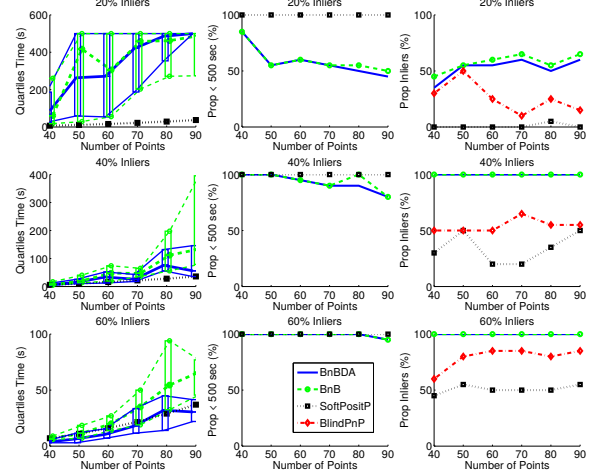 20% Inliers
20% Inliers
20% Inliers
Quartiles Time (s)
600
400
200
0
40 50 60 70 80 90
Number of Points
Prop < 500 sec (%)
100
50
0
40 50 60 70 80 90
Number of Points
Prop Inliers (%)
100
50
0
40 50 60 70 80 90
Number of Points
40% Inliers
40% Inliers
40% Inliers
Quartiles Time (s)
400
300
200
100
0
40 50 60 70 80 90
Number of Points
Prop < 500 sec (%)
100
50
0
40 50 60 70 80 90
Number of Points
Prop Inliers (%)
100
50
0
40 50 60 70 80 90
Number of Points
60% Inliers
60% Inliers
60% Inliers
Quartiles Time (s)
100
50
0
40 50 60 70 80 90
Number of Points
Prop < 500 sec (%)
100
50
0
40 50 60 70 80 90
Number of Points
BnBDA
BnB
SoftPositP
BlindPnP
Prop Inliers (%)
100
50
0
40 50 60 70 80 90
Number of Points